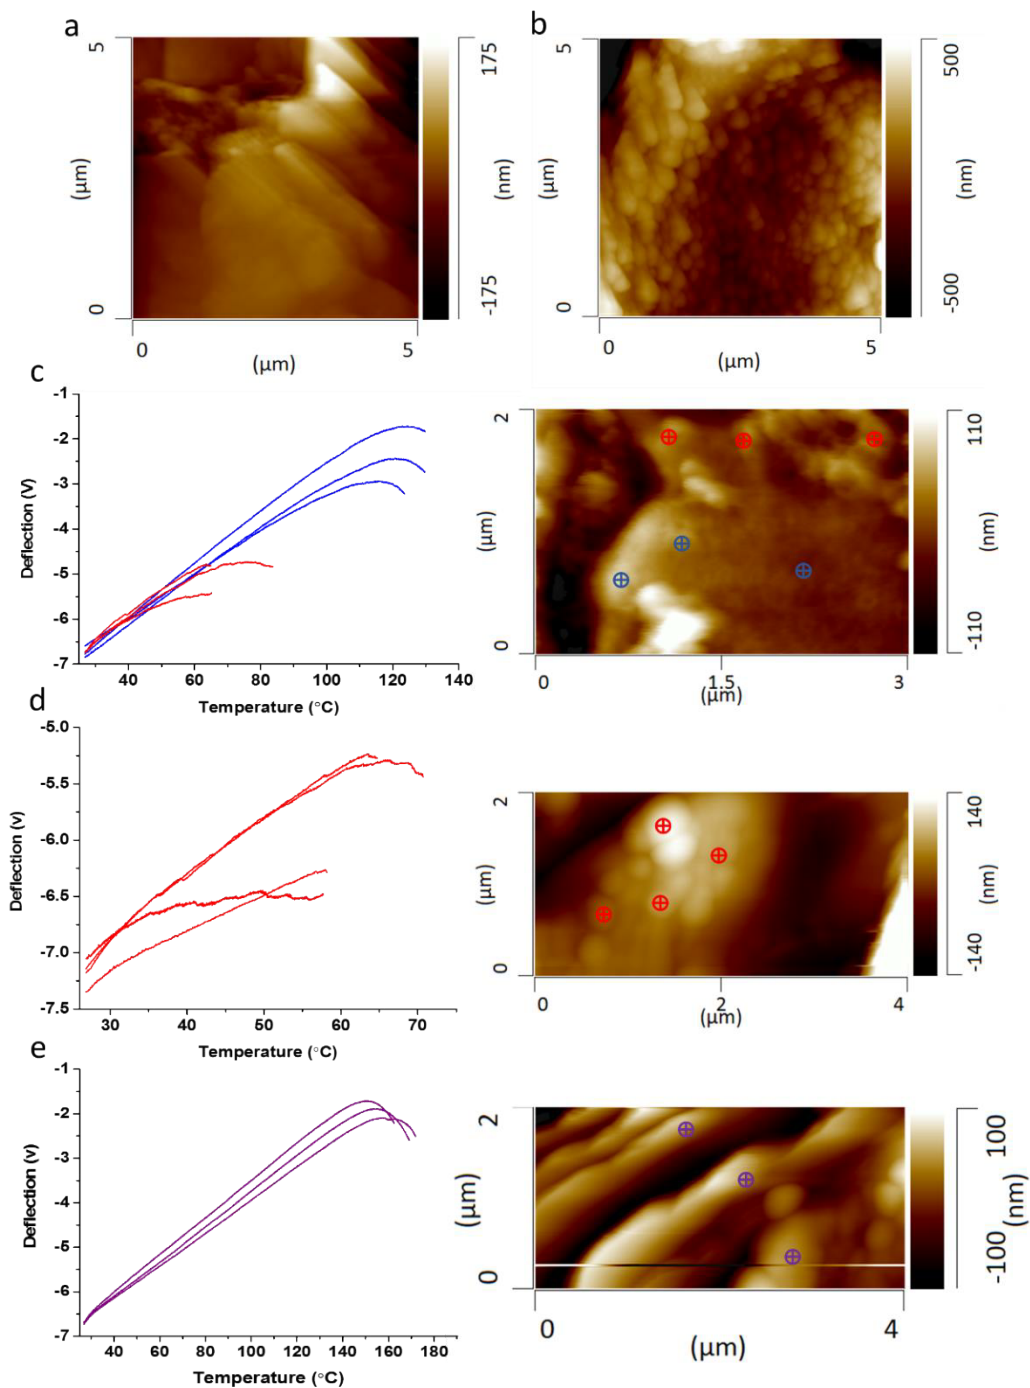 a
5
(µm)
0
0
(µm)
5
175
(nm)
-175
b
5
(µm)
0
0
(µm)
5
500
(nm)
-500
c
-1
-2
-3
-4
-5
-6
-7
Deflection (V)
40
60
80
100
120
140
Temperature (°C)
2
(µm)
0
0
1.5
3
(µm)
110
(nm)
-110
d
-5.0
-5.5
-6.0
-6.5
-7.0
-7.5
Deflection (v)
30
40
50
60
70
Temperature (°C)
2
(µm)
0
0
2
4
(µm)
140
(nm)
-140
e
-1
-2
-3
-4
-5
-6
-7
Deflection (v)
40
60
80
100
120
140
160
180
Temperature (°C)
2
(µm)
0
0
(µm)
4
100
(nm)
-100